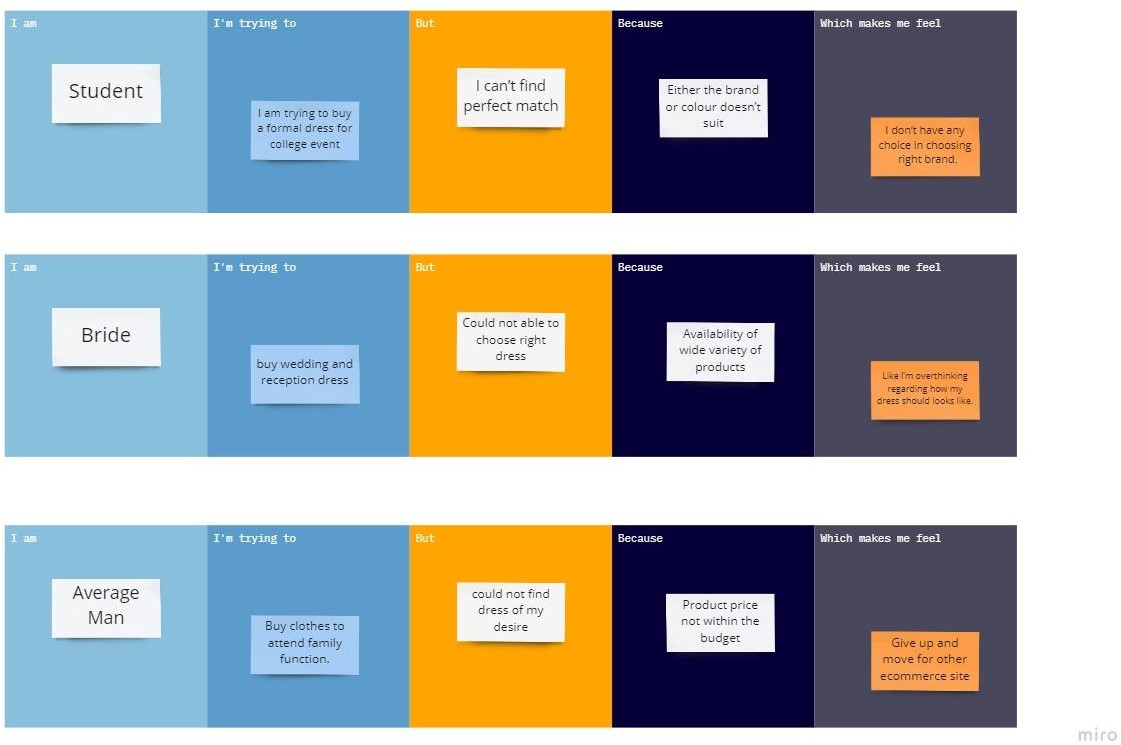 I am
I'm trying to
But
Because
Which makes me feel
Student
I am trying to buy
a formal dress for
college event
I can't find
perfect match
Either the brand
or colour doesn't
suit
I don't have any
choice in choosing
right brand.
I am
I'm trying to
But
Because
Which makes me feel
Bride
buy wedding and
reception dress
Could not able to
choose right
dress
Availability of
wide variety of
products
Like I'm overthinking
regarding how my
dress should looks like.
I am
I'm trying to
But
Because
Which makes me feel
Average
Man
Buy clothes to
attend family
function.
could not find
dress of my
desire
Product price
not within the
budget
Give up and
move for other
ecommerce site
miro